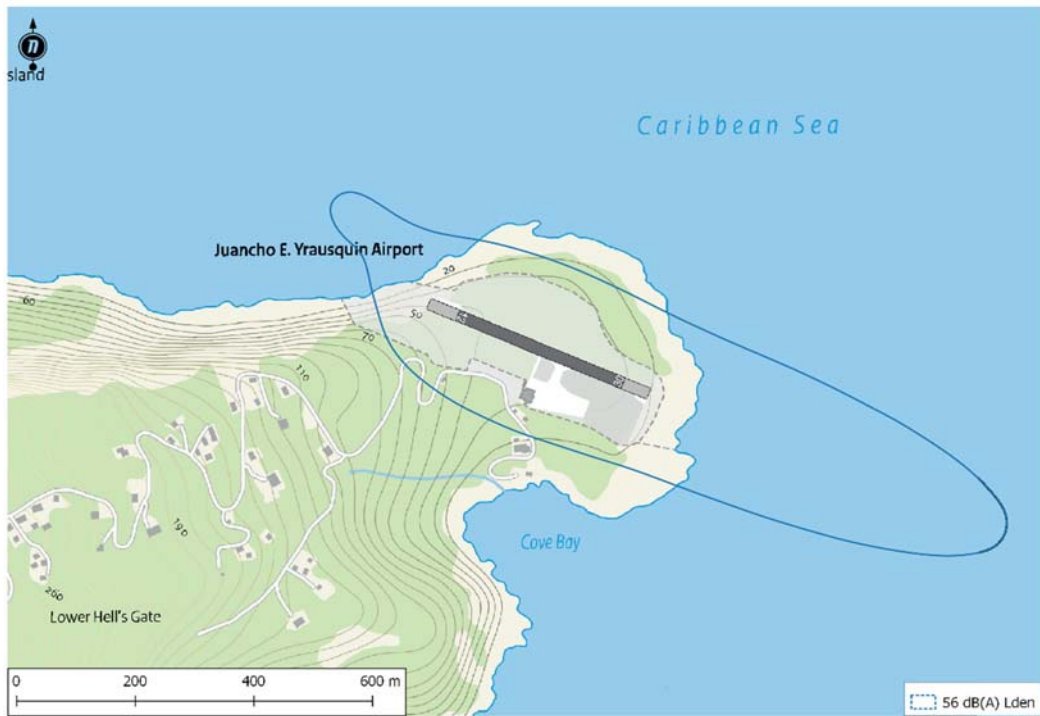 n
sland
Caribbean Sea
Juancho E. Yrausquin Airport
20
60
50
70
110
190
Cove Bay
260
Lower Hell's Gate
0 200 400 600 m
56 dB(A) Lden